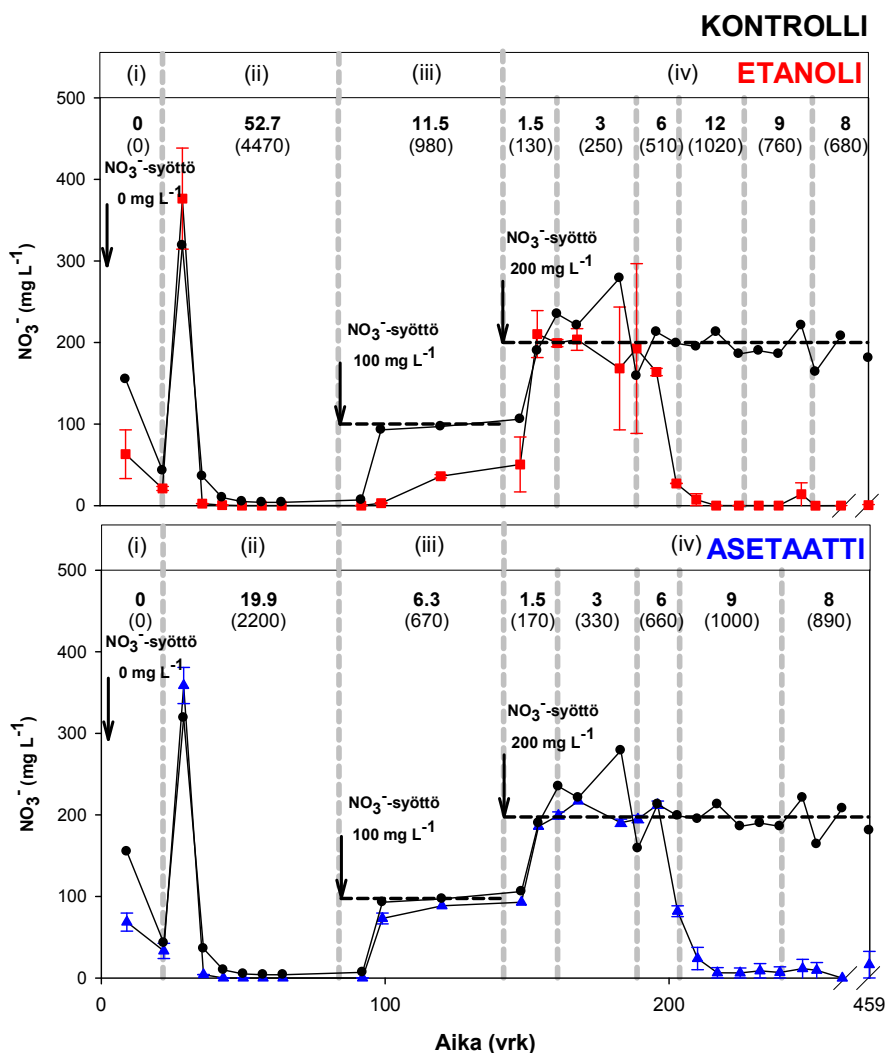 KONTROLLI
(i) (ii) (iii) (iv) ETANOLI
500
0 52.7 11.5 1.5 3 6 12 9 8
(0) (4470) (980) (130) (250) (510) (1020) (760) (680)
NO3⁻-syöttö
0 mg L⁻¹
400
NO3⁻-syöttö
200 mg L⁻¹
300
NO3⁻-syöttö
100 mg L⁻¹
200
100
0
NO3⁻ (mg L⁻¹)
(i) (ii) (iii) (iv) ASETAATTI
500
0 19.9 6.3 1.5 3 6 9 8
(0) (2200) (670) (170) (330) (660) (1000) (890)
NO3⁻-syöttö
0 mg L⁻¹
400
NO3⁻-syöttö
200 mg L⁻¹
300
NO3⁻-syöttö
100 mg L⁻¹
200
100
0
NO3⁻ (mg L⁻¹)
0 100 200 459
Aika (vrk)